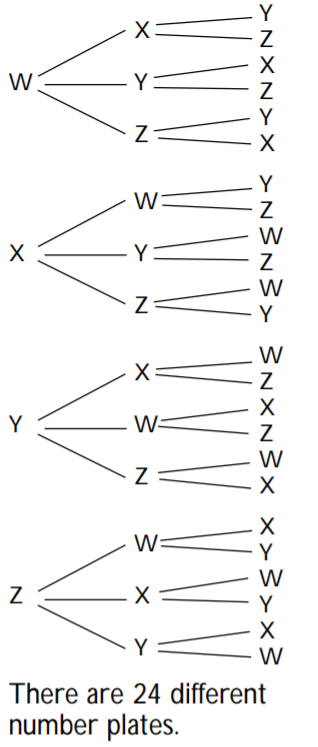 X Y
Z
W Y X
Z
Z Y
X
W Y
Z
X Y W
Z
Z W
Y
X W
Z
Y W X
Z
Z W
X
W X
Y
Z X W
Y
Y X
W
There are 24 different
number plates.